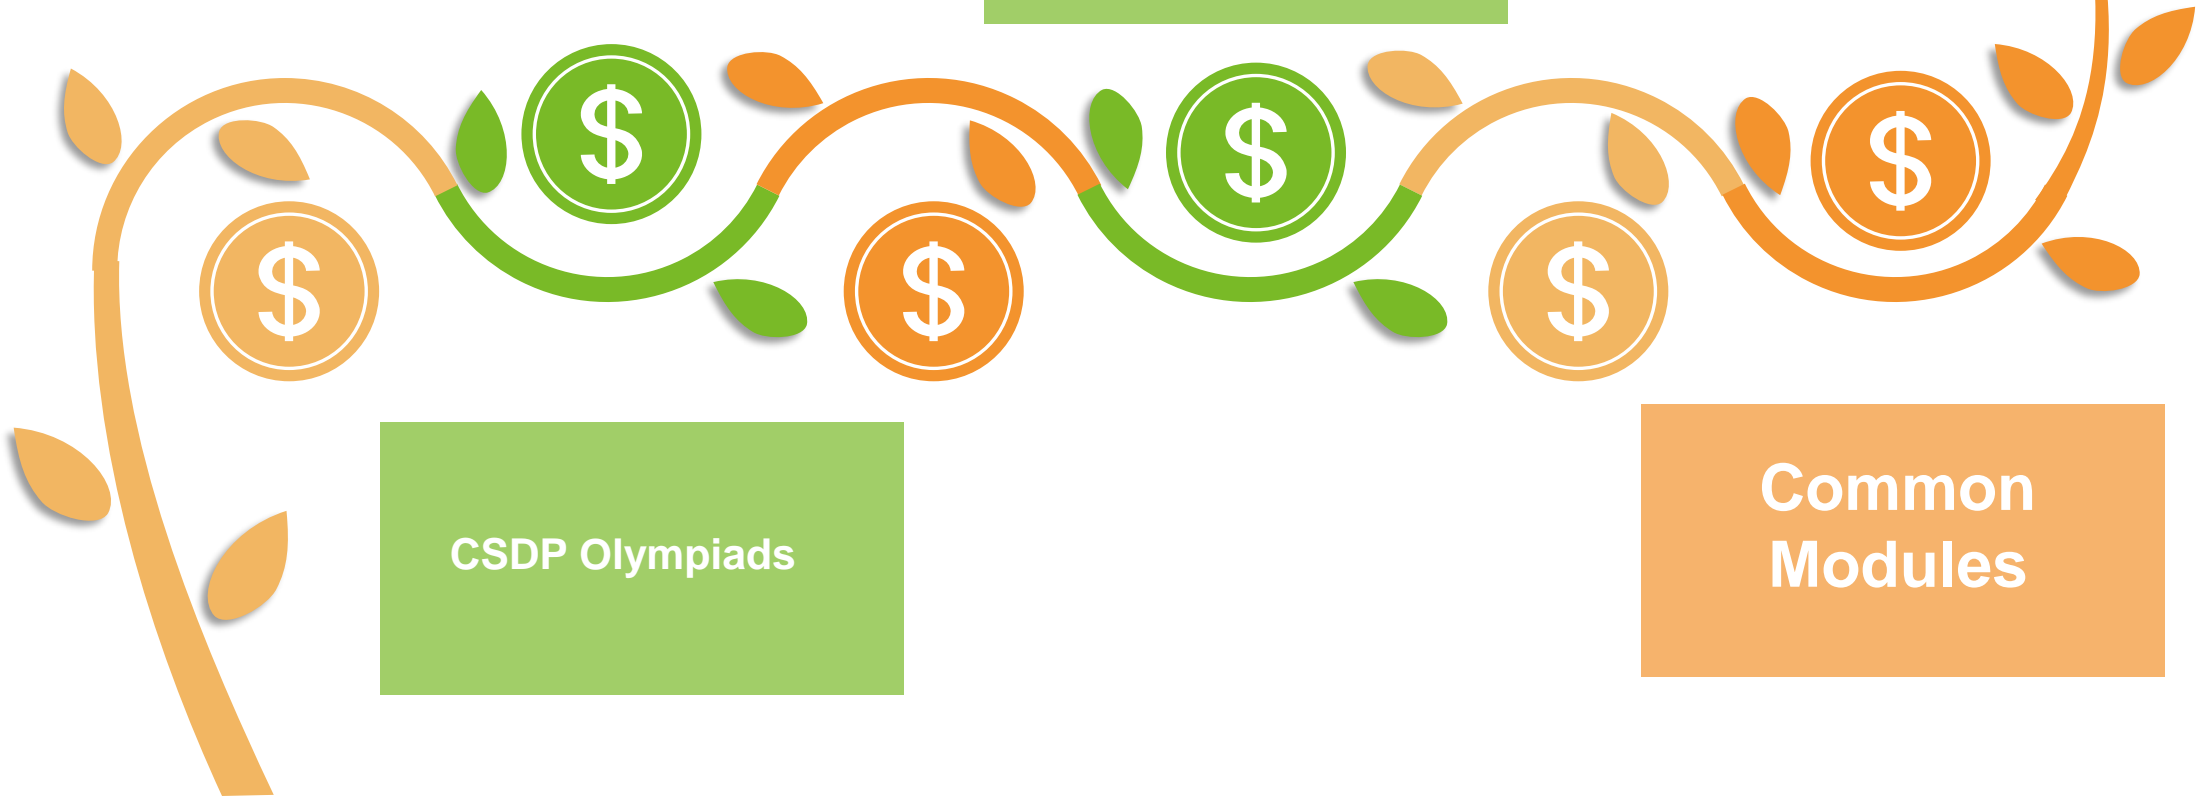 $
$
$
$
$
$
CSDP Olympiads
Common
Modules